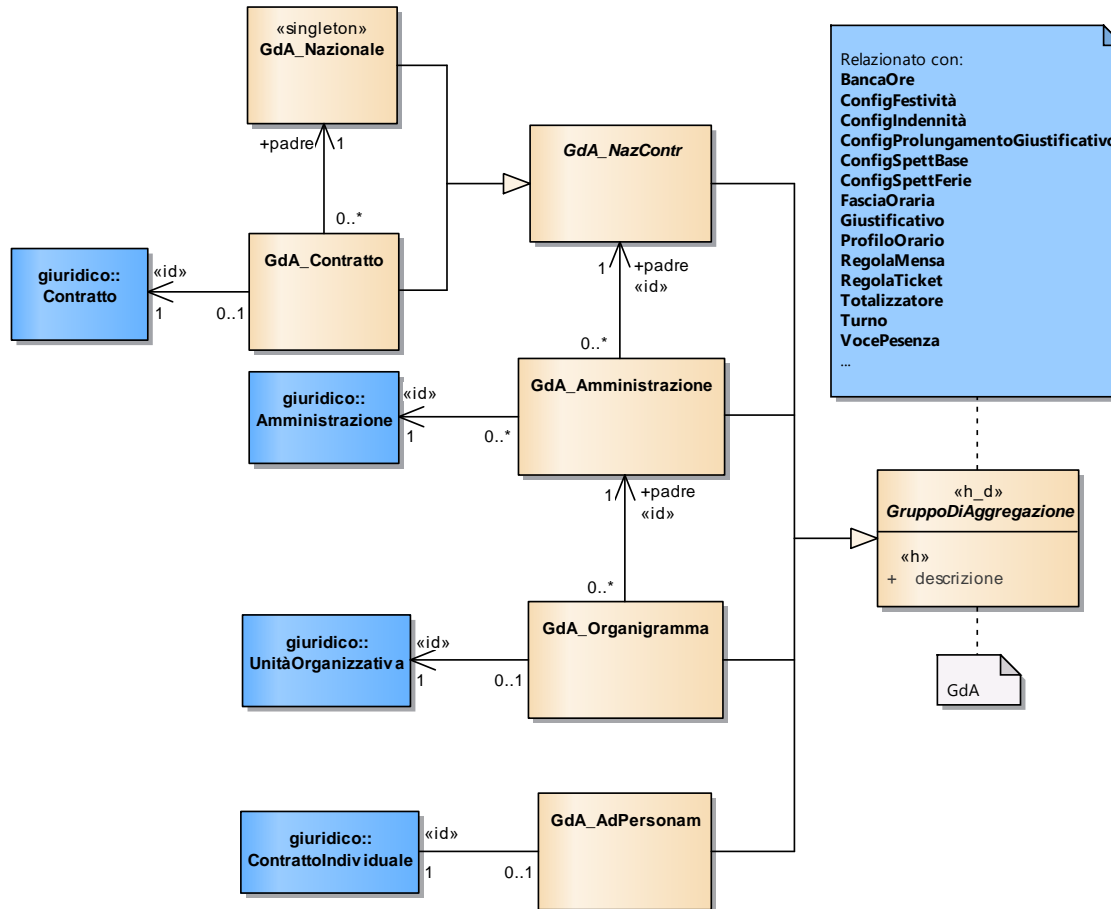 «singleton»
GdA_Nazionale
+padre
1
0..*
GdA_Contratto
giuridico::
Contratto
«id»
1
0..1
GdA_NazContr
1
+padre
«id»
0..*
GdA_Amministrazione
giuridico::
Amministrazione
«id»
1
0..*
1
+padre
«id»
0..*
GdA_Organigramma
giuridico::
UnitàOrganizzativa
«id»
1
0..1
GdA_AdPersonam
giuridico::
ContrattoIndividuale
«id»
1
0..1
Relazionato con:
BancaOre
ConfigFestività
ConfigIndennità
ConfigProlungamentoGiustificativo
ConfigSpettBase
ConfigSpettFerie
FasciaOraria
Giustificativo
ProfiloOrario
RegolaMensa
RegolaTicket
Totalizzatore
Turno
VocePesenza
...
«h_d»
GruppoDiAggregazione
«h»
+ descrizione
GdA